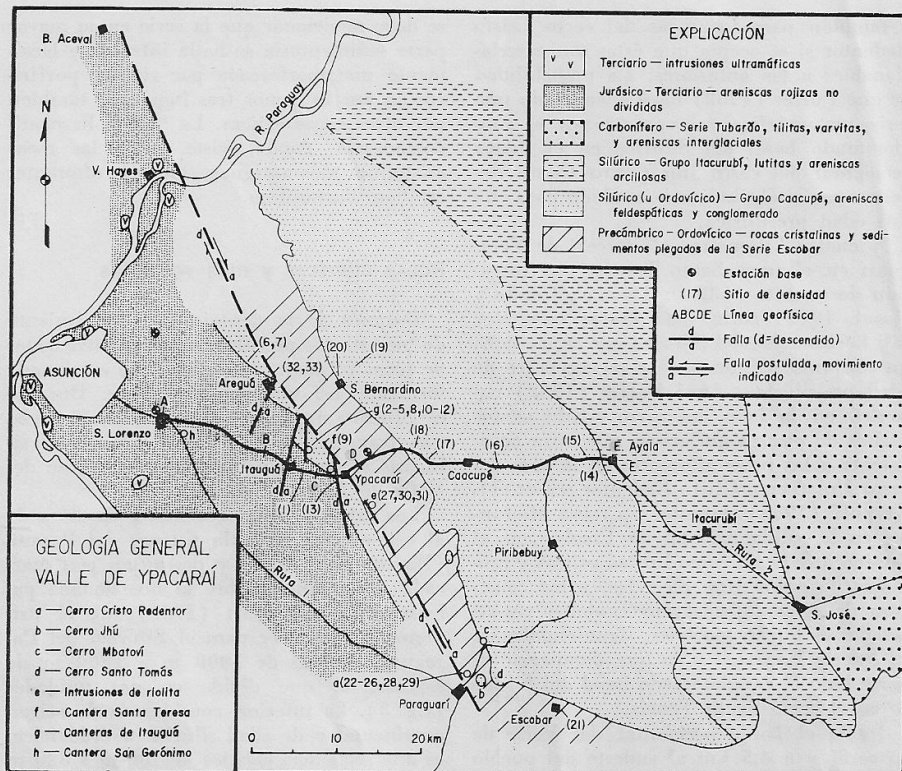 EXPLICACIÓN
v v
Terciario — intrusiones ultramáficas
Jurásico - Terciario — areniscas rojizas no
divididas
Carbonífero — Serie Tubarão, tilitas, varvitas,
y areniscas interglaciales
Silúrico — Grupo Itacurubí, lutitas y areniscas
arcillosas
Silúrico (u Ordovícico) — Grupo Caacupé, areniscas
feldespáticas y conglomerado
Precámbrico - Ordovícico — rocas cristalinas y sedi-
mentos plegados de la Serie Escobar
Estación base
(17) Sitio de densidad
ABCDE Línea geofísica
d
a
Falla (d = descendido)
d
a
Falla postulada, movimiento
indicado
B. Aceval
N
R. Paraguay
V. Hayes
v
v
v
v
v
v
d
a
(6,7)
(32,33)
(20)
(19)
Areguá
S. Bernardino
ASUNCIÓN
d
a
g(2-5,8,10-12)
A
S. Lorenzo
h
B
f(9)
D
(18)
(17)
(16)
(15)
E. Ayala
E
(14)
Itauguá
C
Ypacaraí
Caacupé
d a
(1)
(13)
d a
e(27,30,31)
v
Piribebuy
Itacurubí
Ruta 2
S. José
Ruta
d
a
c
a(22-26,28,29)
d
b
Paraguarí
Escobar
(21)
0 10 20 km
GEOLOGÍA GENERAL
VALLE DE YPACARAÍ
a — Cerro Cristo Redentor
b — Cerro Jhú
c — Cerro Mbatoví
d — Cerro Santo Tomás
e — Intrusiones de riolita
f — Cantera Santa Teresa
g — Canteras de Itauguá
h — Cantera San Gerónimo